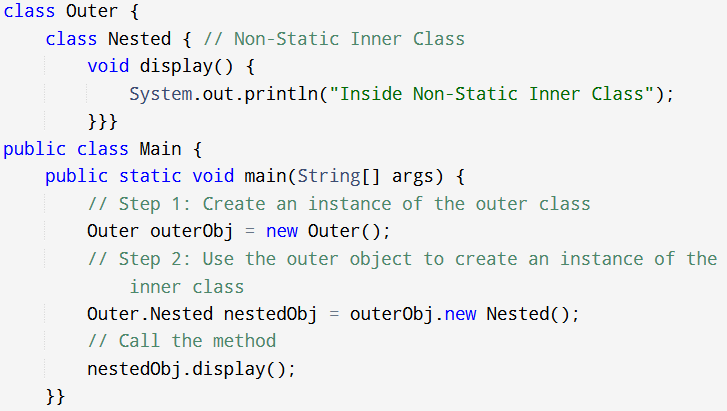 class Outer {
    class Nested { // Non-Static Inner Class
        void display() {
            System.out.println("Inside Non-Static Inner Class");
        }}}
public class Main {
    public static void main(String[] args) {
        // Step 1: Create an instance of the outer class
        Outer outerObj = new Outer();
        // Step 2: Use the outer object to create an instance of the
            inner class
        Outer.Nested nestedObj = outerObj.new Nested();
        // Call the method
        nestedObj.display();
    }}